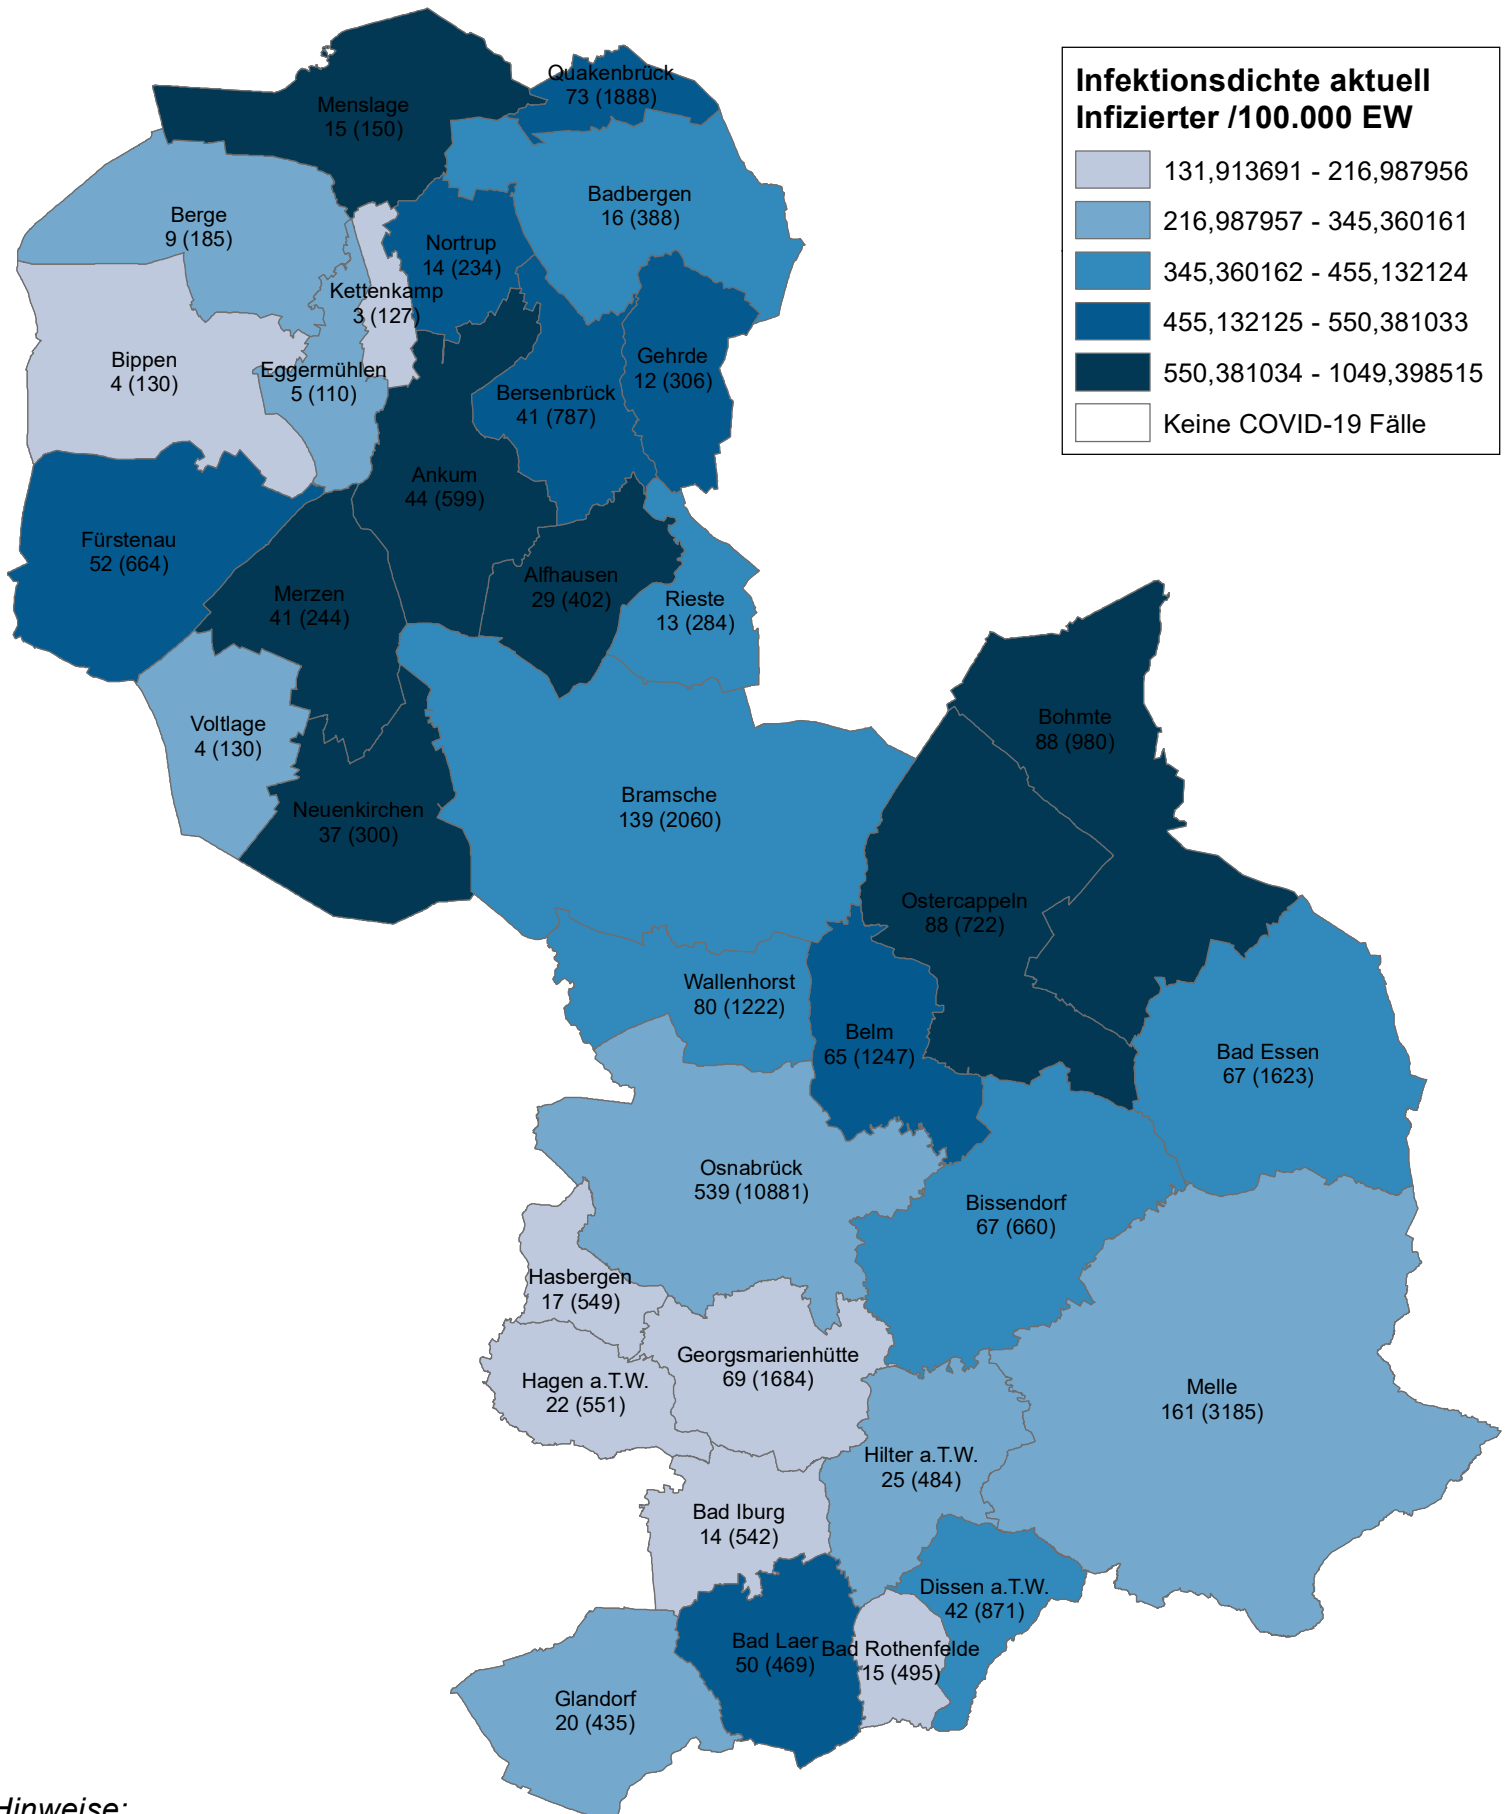 Infektionsdichte aktuell
Infizierter /100.000 EW
131,913691 - 216,987956
216,987957 - 345,360161
345,360162 - 455,132124
455,132125 - 550,381033
550,381034 - 1049,398515
Keine COVID-19 Fälle
Quakenbrück
73 (1888)
Menslage
15 (150)
Badbergen
16 (388)
Berge
9 (185)
Nortrup
14 (234)
Kettenkamp
3 (127)
Bippen
4 (130)
Eggermühlen
5 (110)
Gehrde
12 (306)
Bersenbrück
41 (787)
Ankum
44 (599)
Fürstenau
52 (664)
Alfhausen
29 (402)
Merzen
41 (244)
Rieste
13 (284)
Voltlage
4 (130)
Bohmte
88 (980)
Neuenkirchen
37 (300)
Bramsche
139 (2060)
Ostercappeln
88 (722)
Wallenhorst
80 (1222)
Belm
65 (1247)
Bad Essen
67 (1623)
Osnabrück
539 (10881)
Bissendorf
67 (660)
Hasbergen
17 (549)
Georgsmarienhütte
69 (1684)
Hagen a.T.W.
22 (551)
Melle
161 (3185)
Hilter a.T.W.
25 (484)
Bad Iburg
14 (542)
Dissen a.T.W.
42 (871)
Bad Laer
50 (469)
Bad Rothenfelde
15 (495)
Glandorf
20 (435)
Hinweise: